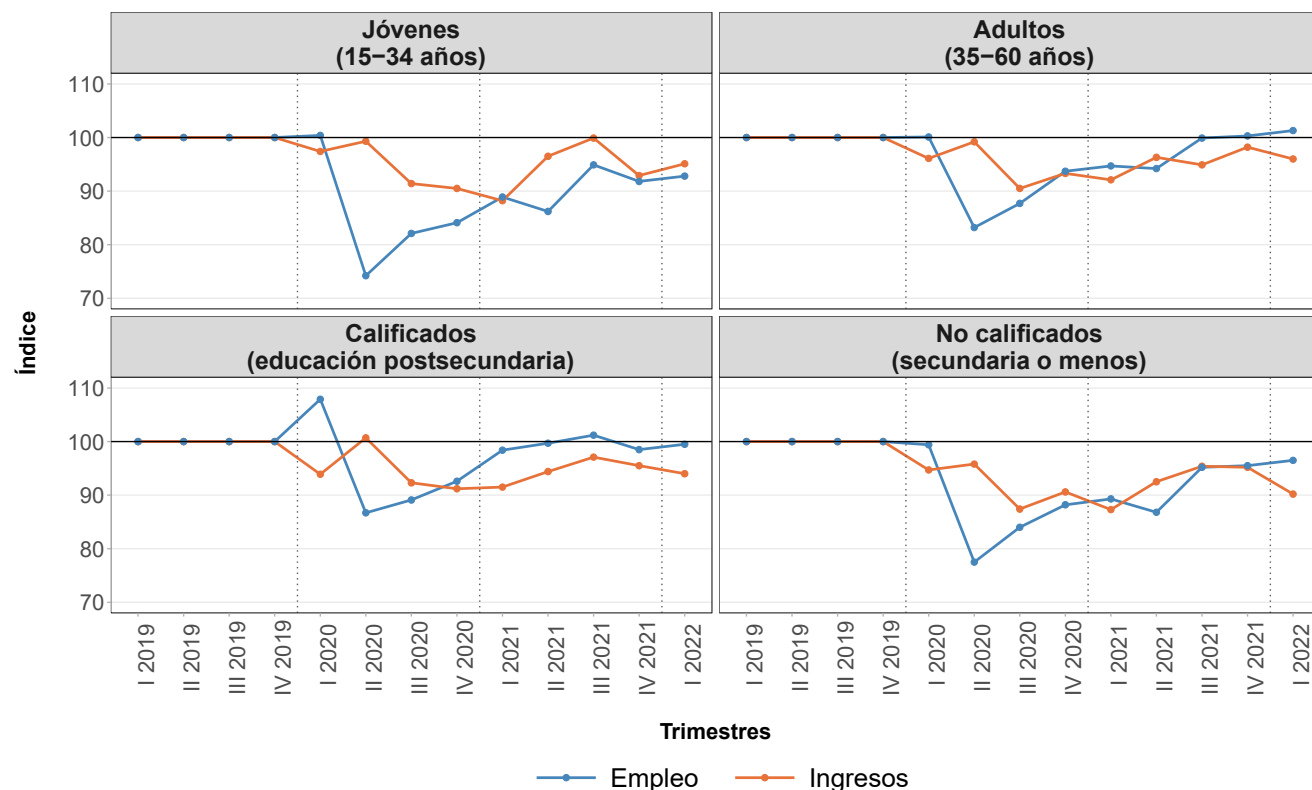 Jóvenes
(15−34 años)
Adultos
(35−60 años)
110
100
90
80
70
Calificados
(educación postsecundaria)
No calificados
(secundaria o menos)
110
100
90
80
70
Índice
I 2019
II 2019
III 2019
IV 2019
I 2020
II 2020
III 2020
IV 2020
I 2021
II 2021
III 2021
IV 2021
I 2022
I 2019
II 2019
III 2019
IV 2019
I 2020
II 2020
III 2020
IV 2020
I 2021
II 2021
III 2021
IV 2021
I 2022
Trimestres
Empleo Ingresos